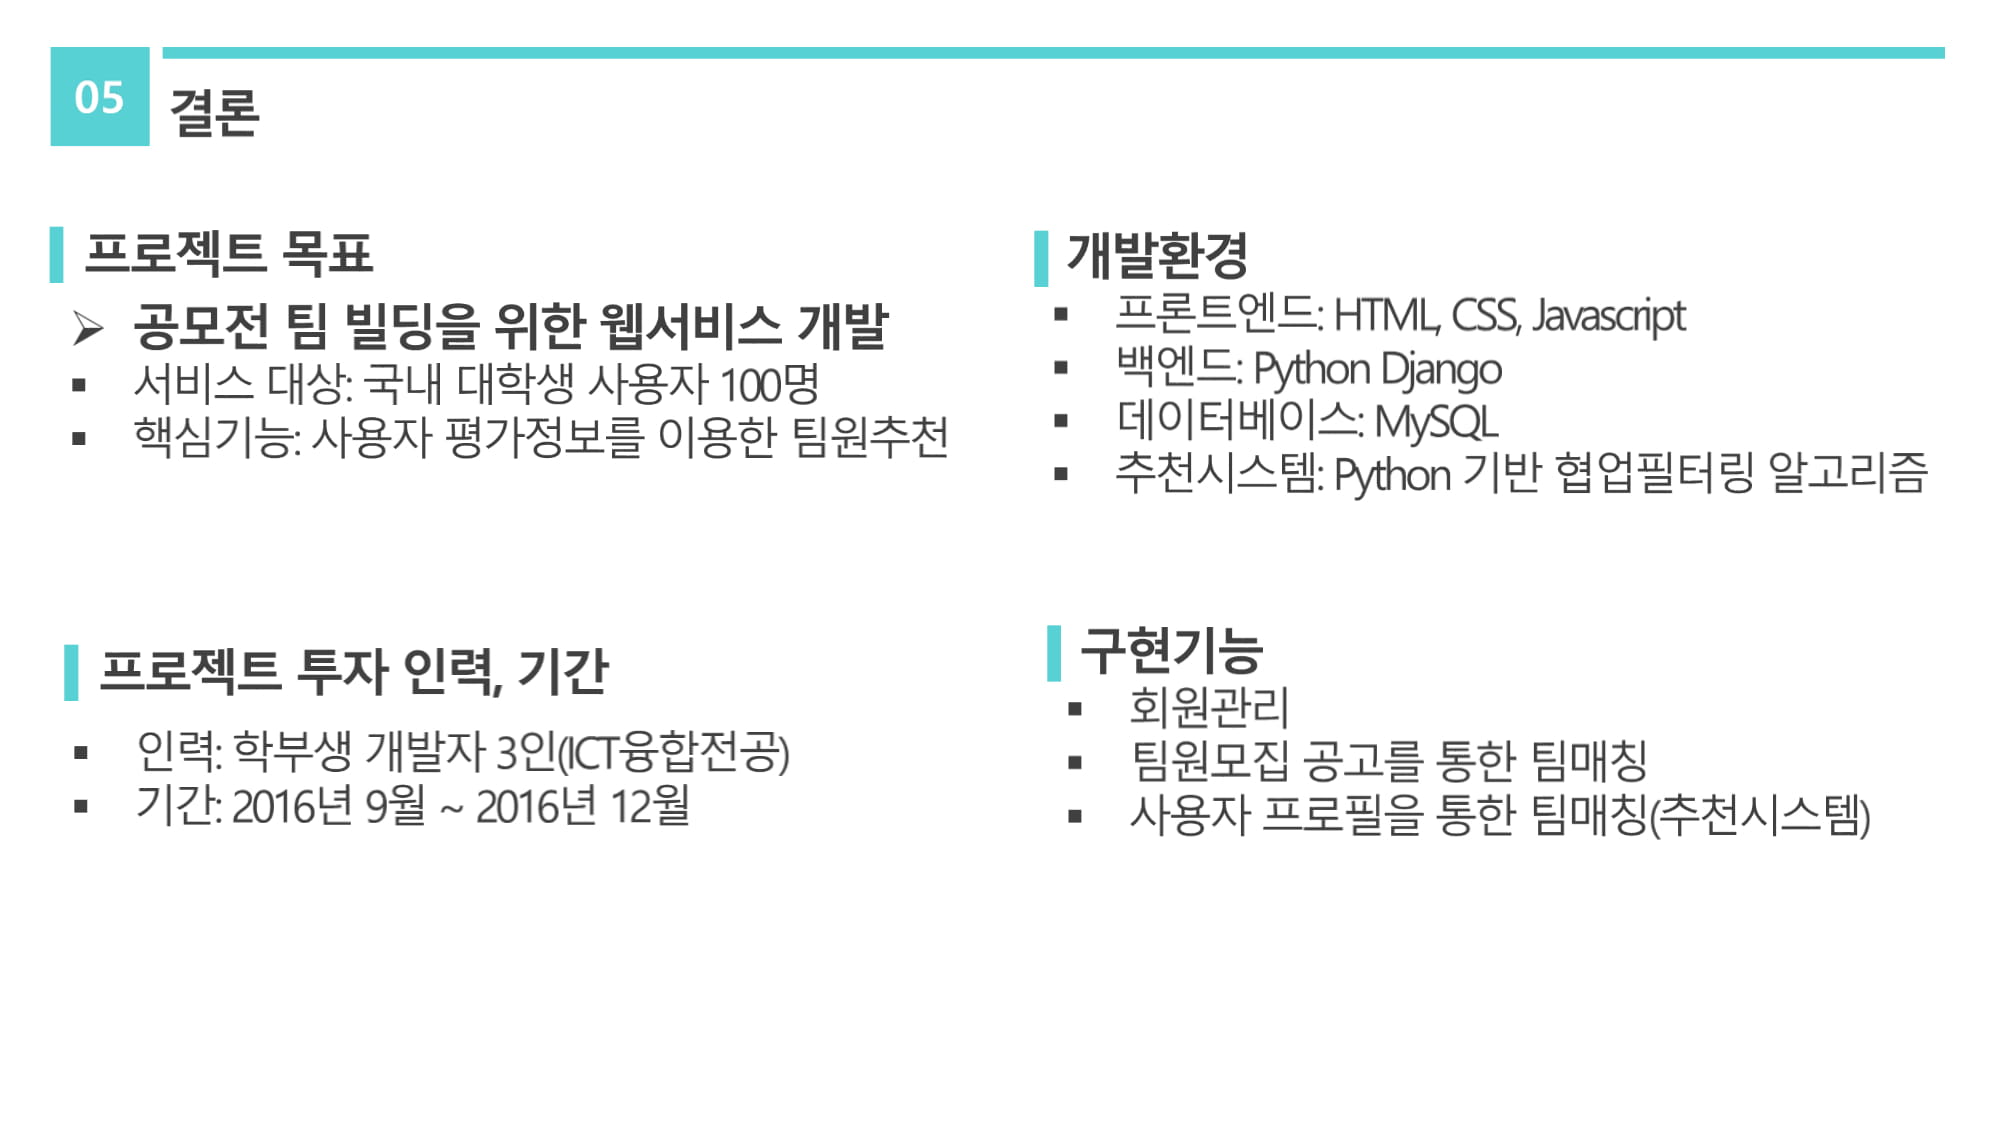 05
결론
프로젝트 목표
➢ 공모전 팀 빌딩을 위한 웹서비스 개발
▪ 서비스 대상: 국내 대학생 사용자 100명
▪ 핵심기능: 사용자 평가정보를 이용한 팀원추천
프로젝트 투자 인력, 기간
▪ 인력: 학부생 개발자 3인(ICT융합전공)
▪ 기간: 2016년 9월 ~ 2016년 12월
개발환경
▪ 프론트엔드: HTML, CSS, Javascript
▪ 백엔드: Python Django
▪ 데이터베이스: MySQL
▪ 추천시스템: Python 기반 협업필터링 알고리즘
구현기능
▪ 회원관리
▪ 팀원모집 공고를 통한 팀매칭
▪ 사용자 프로필을 통한 팀매칭(추천시스템)